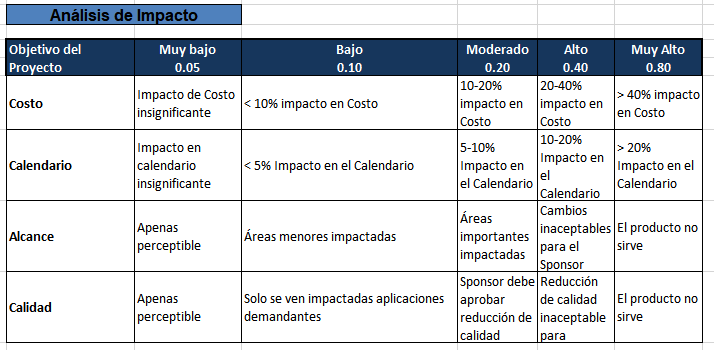 Análisis de Impacto
Objetivo del Proyecto | Muy bajo 0.05 | Bajo 0.10 | Moderado 0.20 | Alto 0.40 | Muy Alto 0.80
Costo | Impacto de Costo insignificante | < 10% impacto en Costo | 10-20% impacto en Costo | 20-40% impacto en Costo | > 40% impacto en Costo
Calendario | Impacto en calendario insignificante | < 5% Impacto en el Calendario | 5-10% Impacto en el Calendario | 10-20% Impacto en el Calendario | > 20% Impacto en el Calendario
Alcance | Apenas perceptible | Áreas menores impactadas | Áreas importantes impactadas | Cambios inaceptables para el Sponsor | El producto no sirve
Calidad | Apenas perceptible | Solo se ven impactadas aplicaciones demandantes | Sponsor debe aprobar reducción de calidad | Reducción de calidad inaceptable para | El producto no sirve